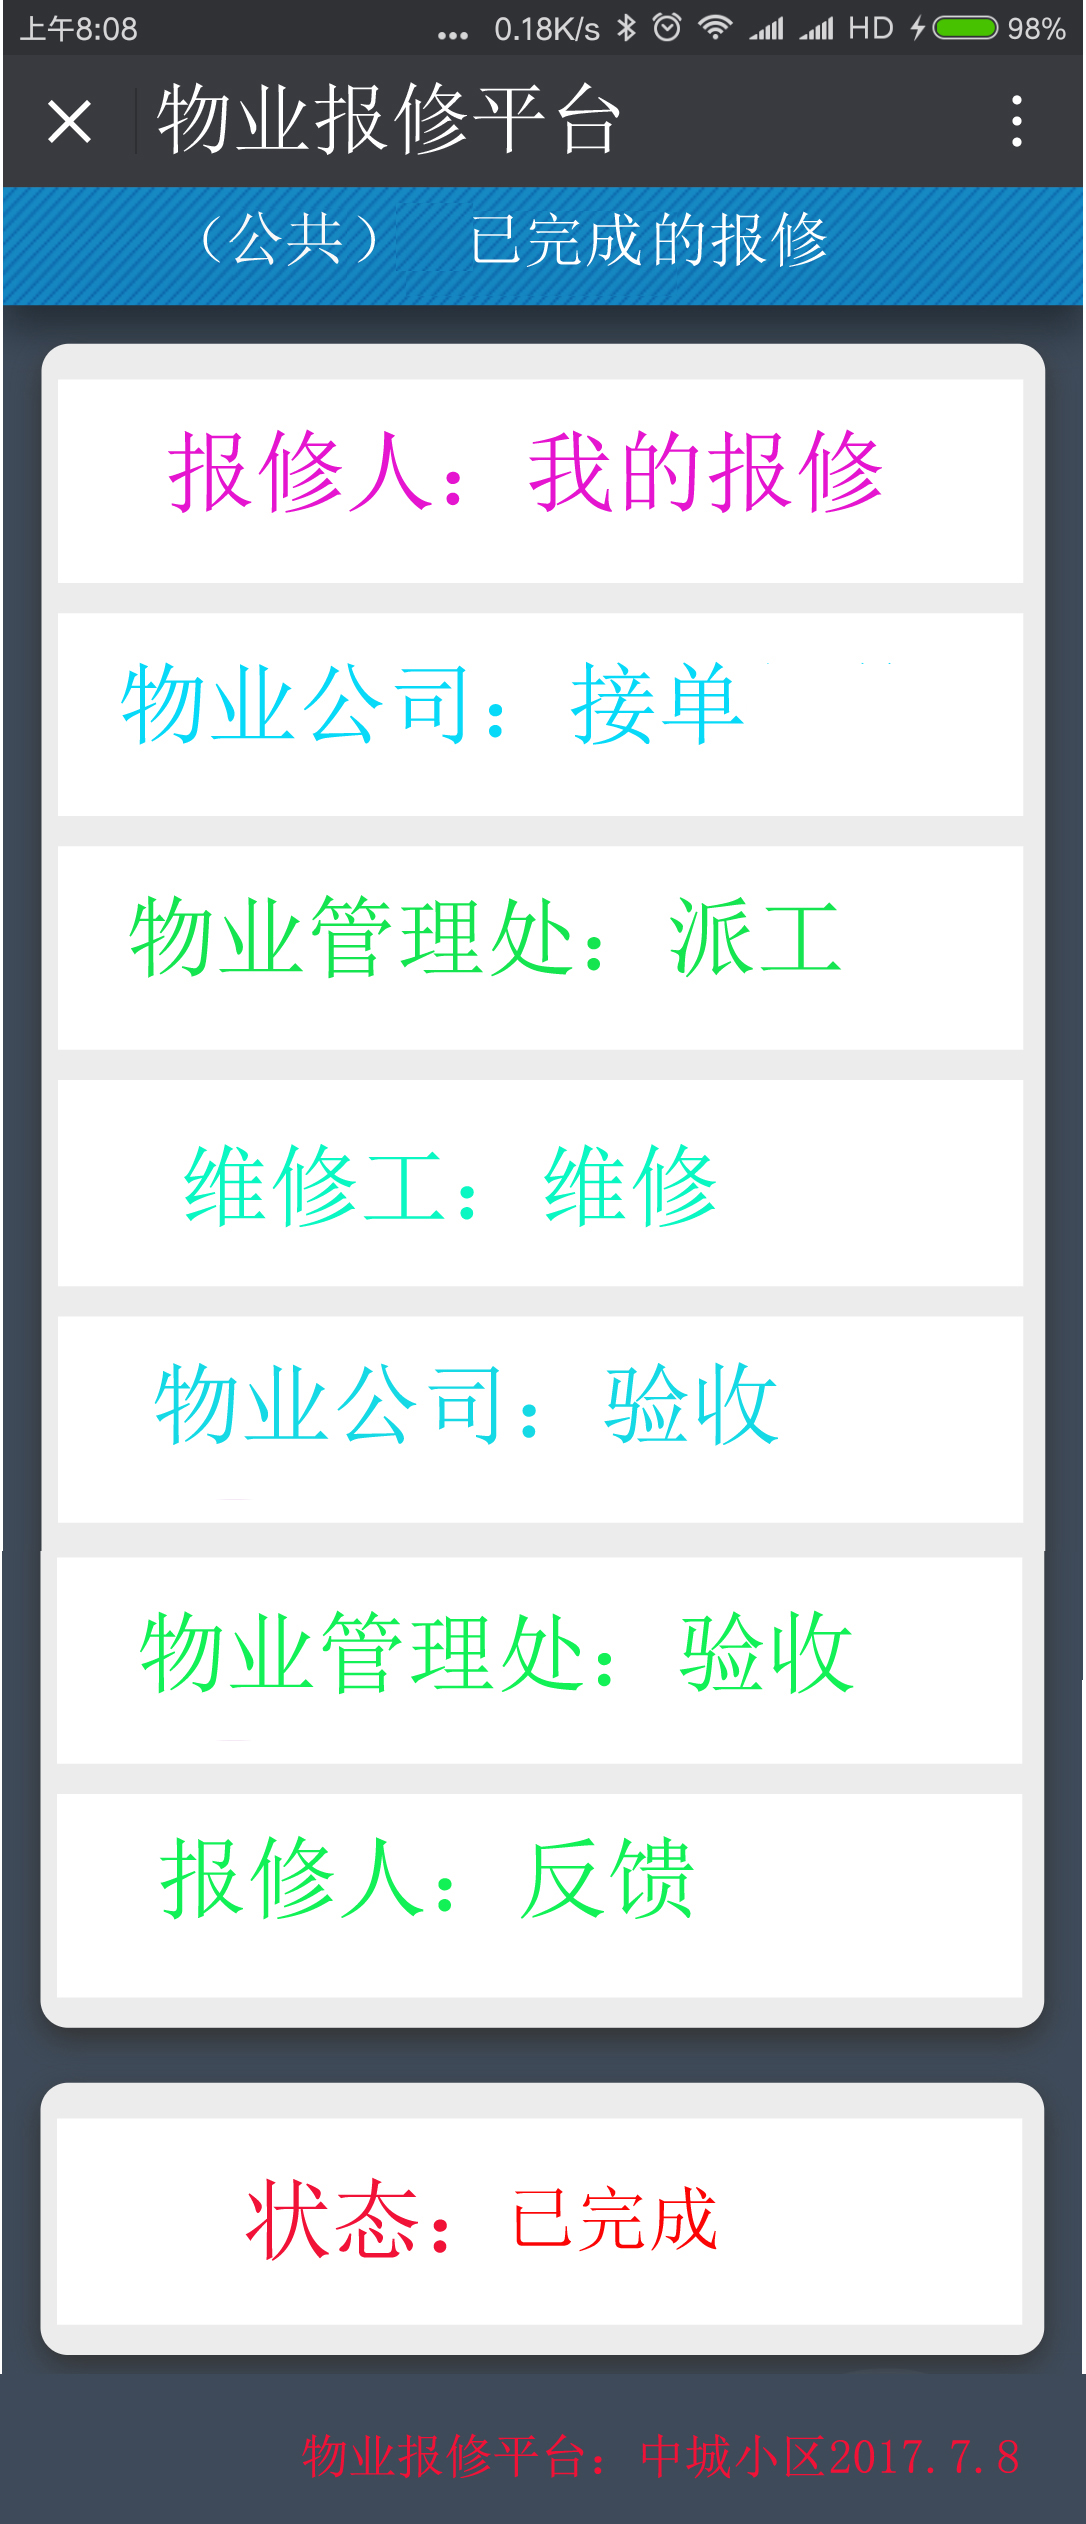 上午8:08 ... 0.18K/s HD 98%
物业报修平台
（公共） 已完成的报修
报修人：我的报修
物业公司：接单
物业管理处：派工
维修工：维修
物业公司：验收
物业管理处：验收
报修人：反馈
状态：已完成
物业报修平台：中城小区2017.7.8